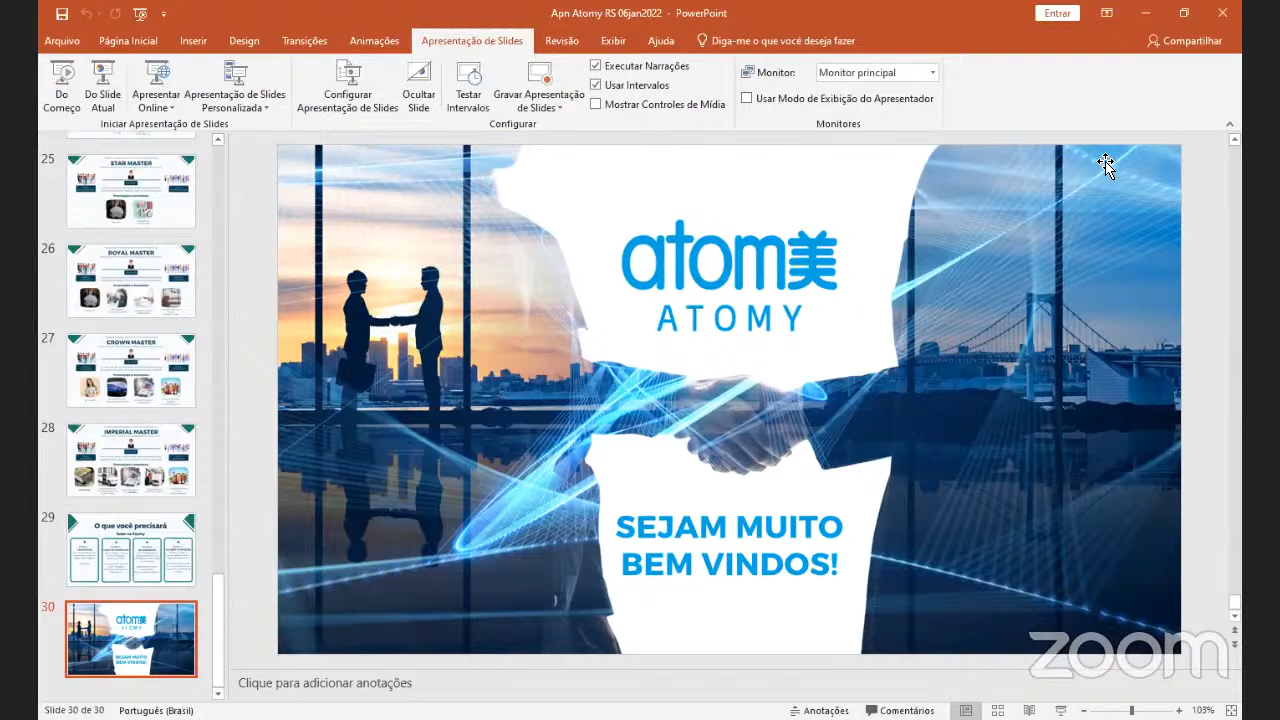 Apn Atomy RS 06jan2022 - PowerPoint
Entrar
Arquivo Página Inicial Inserir Design Transições Animações Apresentação de Slides Revisão Exibir Ajuda Diga-me o que você deseja fazer Compartilhar
Do Começo
Do Slide Atual
Apresentar Online
Apresentação de Slides Personalizada
Iniciar Apresentação de Slides
Configurar Apresentação de Slides
Ocultar Slide
Testar Intervalos
Gravar Apresentação de Slides
Executar Narrações
Usar Intervalos
Mostrar Controles de Mídia
Configurar
Monitor: Monitor principal
Usar Modo de Exibição do Apresentador
Monitores
25
STAR MASTER
26
ROYAL MASTER
27
CROWN MASTER
28
IMPERIAL MASTER
29
O que você precisará
30
atom美
ATOMY
SEJAM MUITO
BEM VINDOS!
atom美
ATOMY
SEJAM MUITO
BEM VINDOS!
zoom
Clique para adicionar anotações
Slide 30 de 30 Português (Brasil) Anotações Comentários 103%